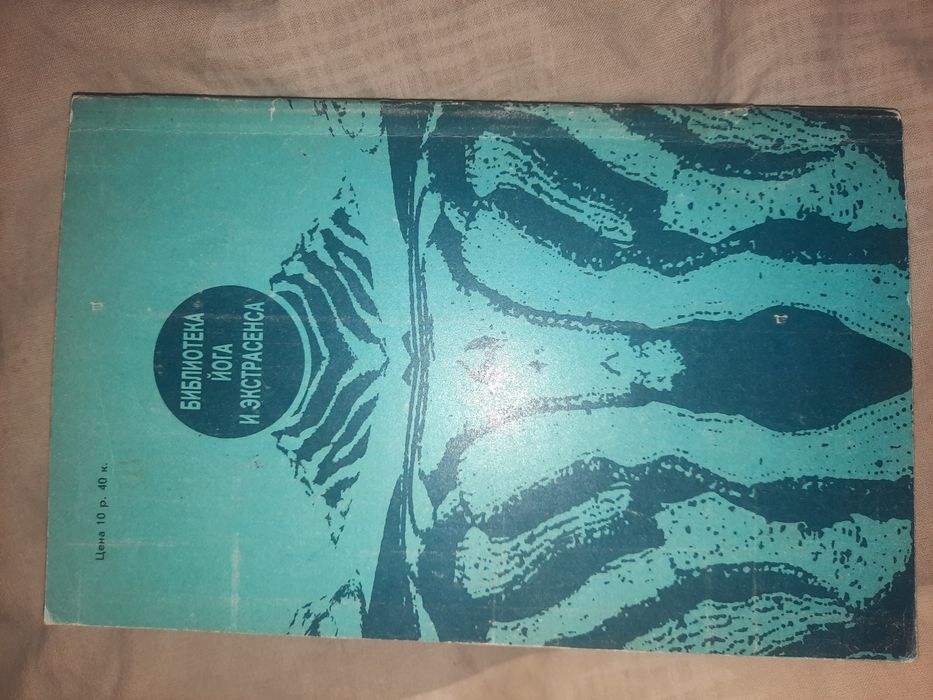 Цена 10 р. 40 к.
БИБЛИОТЕКА
ЙОГА
И ЭКСТРАСЕНСА